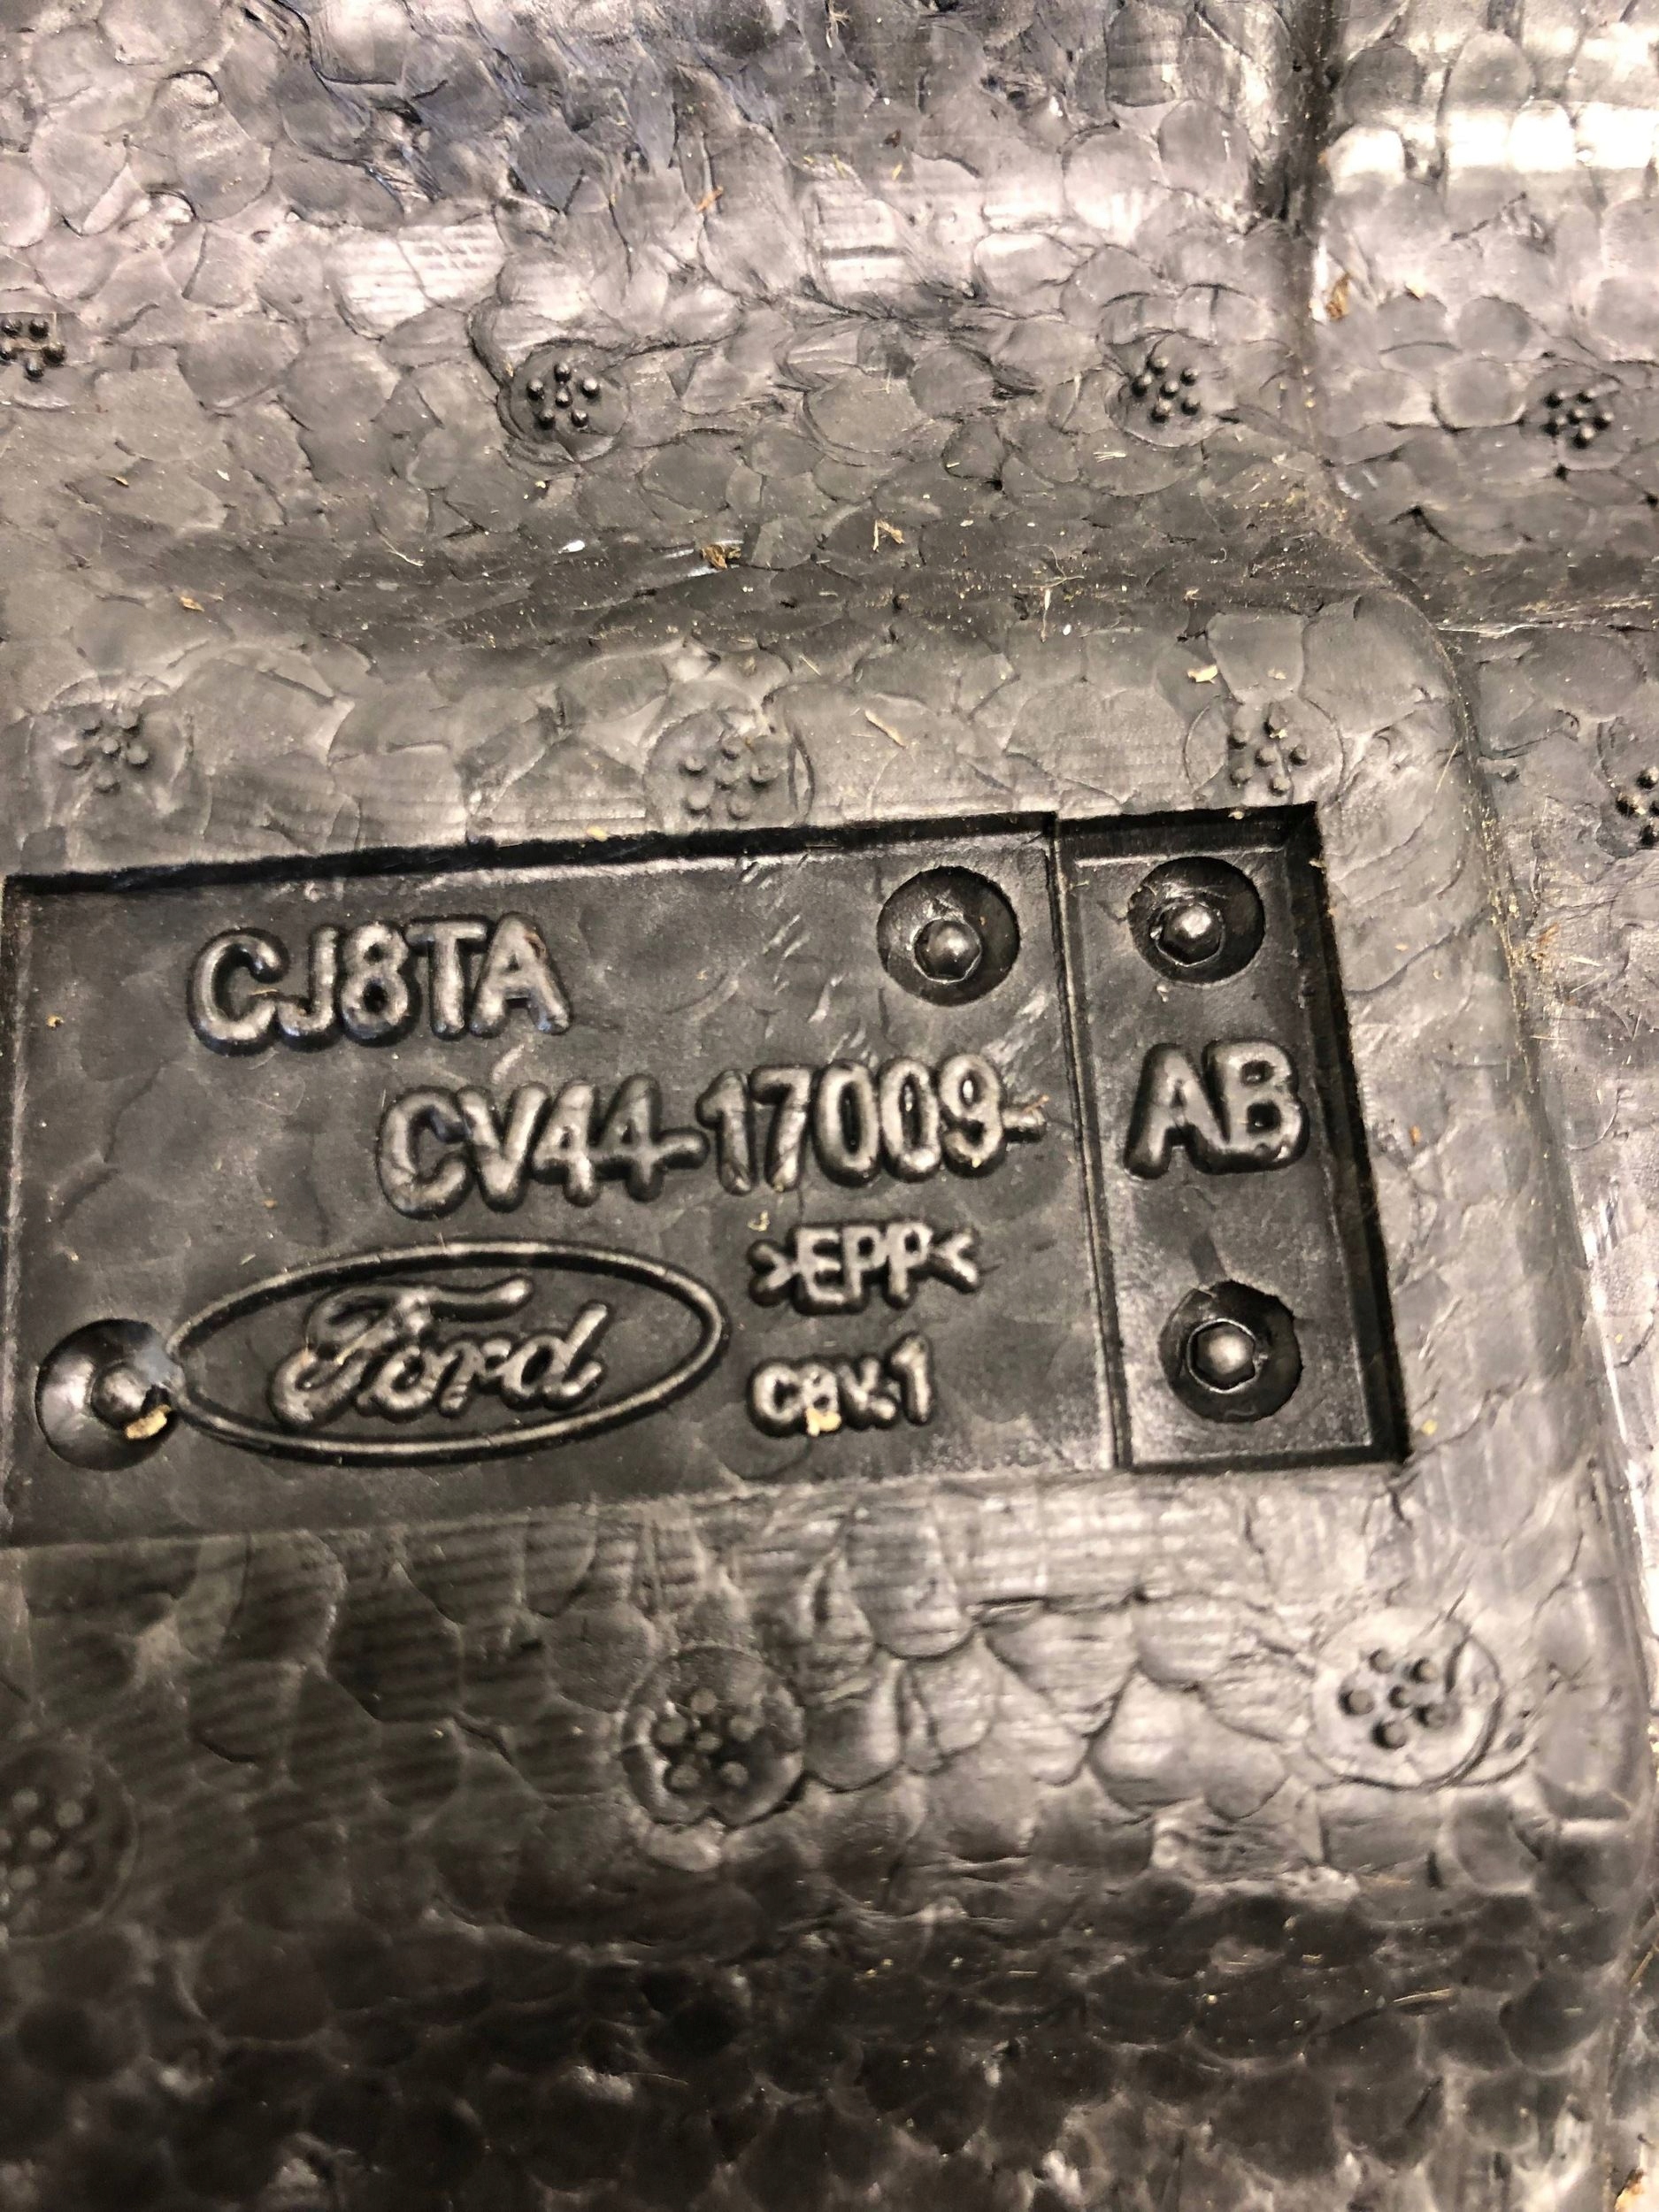 CJ8TA
CV44-17009-
AB
>EPP<
Ford
cav.1